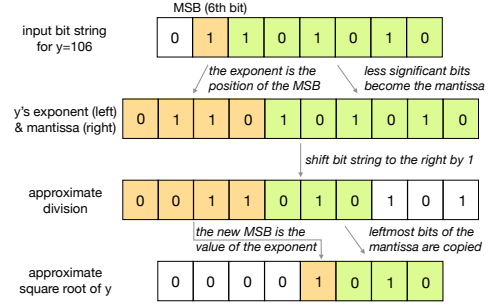 MSB (6th bit)
input bit string
for y=106
0 1 1 0 1 0 1 0
the exponent is the
position of the MSB
less significant bits
become the mantissa
y's exponent (left)
& mantissa (right)
0 1 1 0 1 0 1 0 1 0
shift bit string to the right by 1
approximate
division
0 0 1 1 0 1 0 1 0 1
the new MSB is the
value of the exponent
leftmost bits of the
mantissa are copied
approximate
square root of y
0 0 0 0 1 0 1 0